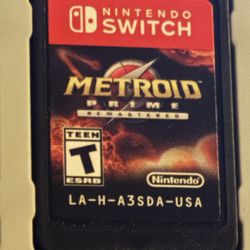 NINTENDO
SWITCH
METROID
PRIME
REMASTERED
TEEN
T
ESRB
Nintendo
LA-H-A3SDA-USA